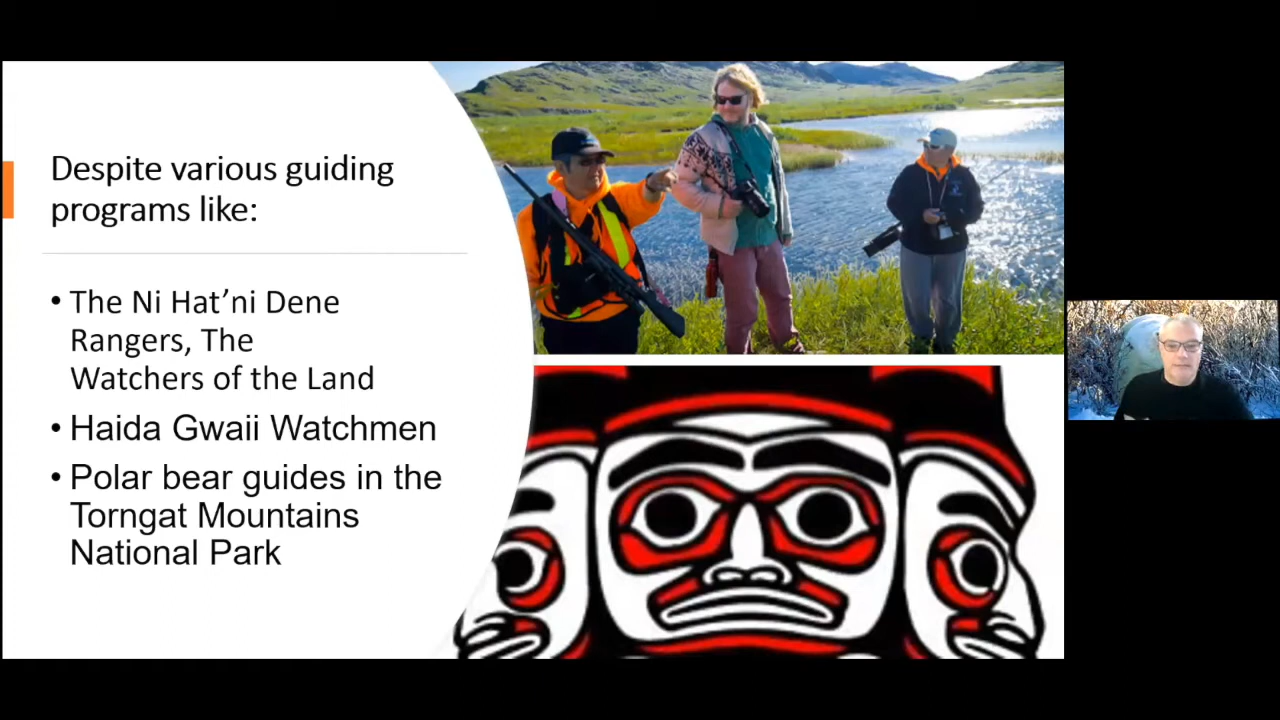 Despite various guiding
programs like:
• The Ni Hat’ni Dene
Rangers, The
Watchers of the Land
• Haida Gwaii Watchmen
• Polar bear guides in the
Torngat Mountains
National Park